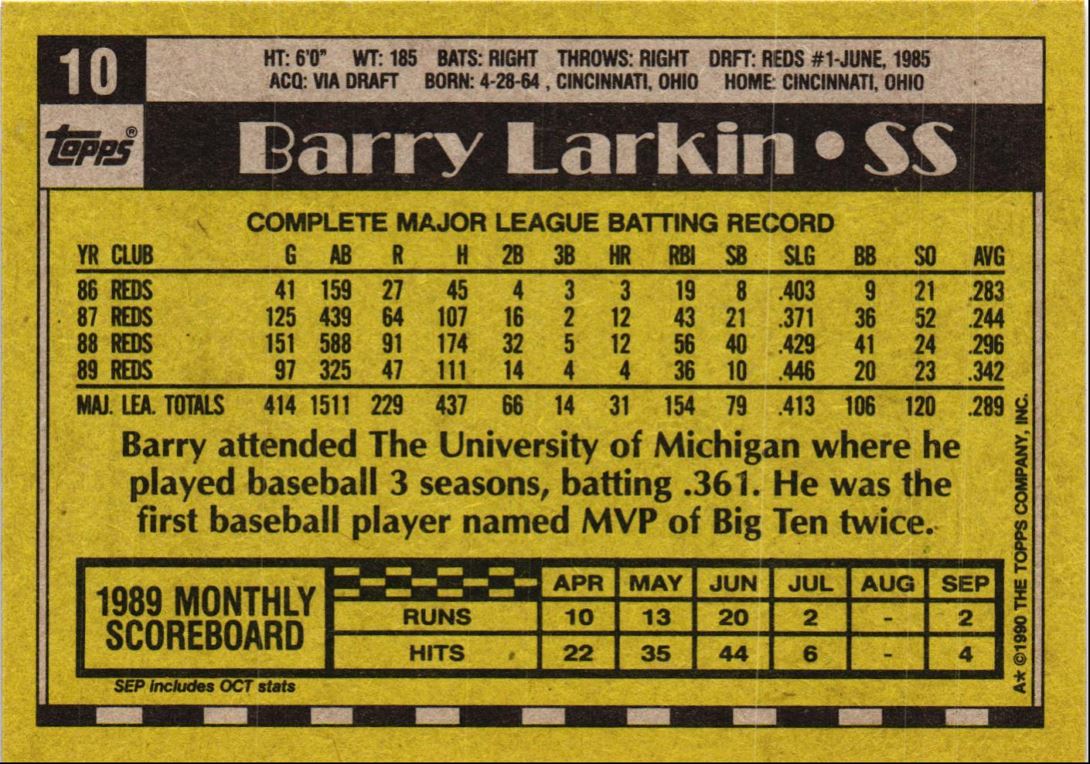 10
HT: 6'0" WT: 185 BATS: RIGHT THROWS: RIGHT DRFT: REDS #1-JUNE, 1985
ACQ: VIA DRAFT BORN: 4-28-64, CINCINNATI, OHIO HOME: CINCINNATI, OHIO
topps®
Barry Larkin • SS
COMPLETE MAJOR LEAGUE BATTING RECORD
YR CLUB G AB R H 2B 3B HR RBI SB SLG BB SO AVG
86 REDS 41 159 27 45 4 3 3 19 8 .403 9 21 .283
87 REDS 125 439 64 107 16 2 12 43 21 .371 36 52 .244
88 REDS 151 588 91 174 32 5 12 56 40 .429 41 24 .296
89 REDS 97 325 47 111 14 4 4 36 10 .446 20 23 .342
MAJ. LEA. TOTALS 414 1511 229 437 66 14 31 154 79 .413 106 120 .289
Barry attended The University of Michigan where he
played baseball 3 seasons, batting .361. He was the
first baseball player named MVP of Big Ten twice.
1989 MONTHLY
SCOREBOARD
APR MAY JUN JUL AUG SEP
RUNS 10 13 20 2 - 2
HITS 22 35 44 6 - 4
SEP includes OCT stats
A* ©1990 THE TOPPS COMPANY, INC.